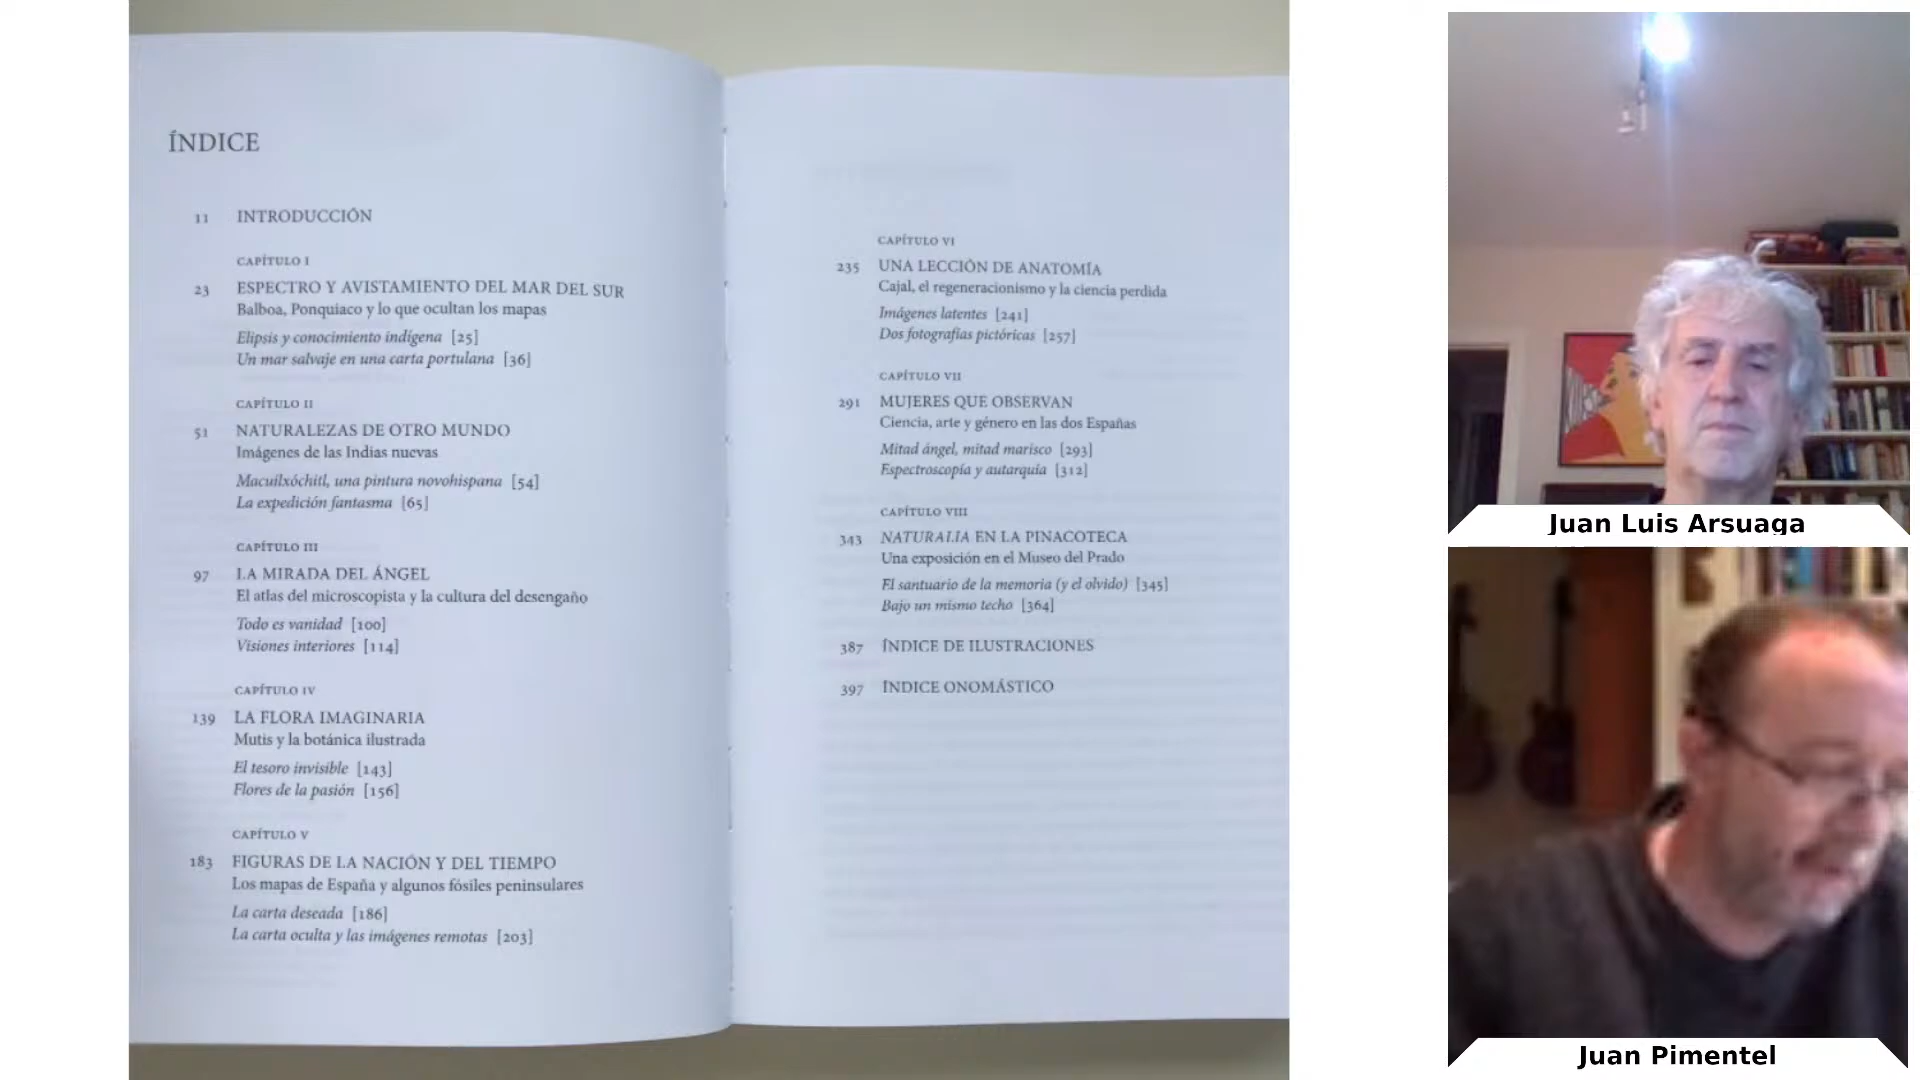 ÍNDICE
11 INTRODUCCIÓN
CAPÍTULO I
23 ESPECTRO Y AVISTAMIENTO DEL MAR DEL SUR
Balboa, Ponquiaco y lo que ocultan los mapas
Elipsis y conocimiento indígena [25]
Un mar salvaje en una carta portulana [36]
CAPÍTULO II
51 NATURALEZAS DE OTRO MUNDO
Imágenes de las Indias nuevas
Macuilxóchitl, una pintura novohispana [54]
La expedición fantasma [65]
CAPÍTULO III
97 LA MIRADA DEL ÁNGEL
El atlas del microscopista y la cultura del desengaño
Todo es vanidad [100]
Visiones interiores [114]
CAPÍTULO IV
139 LA FLORA IMAGINARIA
Mutis y la botánica ilustrada
El tesoro invisible [143]
Flores de la pasión [156]
CAPÍTULO V
183 FIGURAS DE LA NACIÓN Y DEL TIEMPO
Los mapas de España y algunos fósiles peninsulares
La carta deseada [186]
La carta oculta y las imágenes remotas [203]
CAPÍTULO VI
235 UNA LECCIÓN DE ANATOMÍA
Cajal, el regeneracionismo y la ciencia perdida
Imágenes latentes [241]
Dos fotografías pictóricas [257]
CAPÍTULO VII
291 MUJERES QUE OBSERVAN
Ciencia, arte y género en las dos Españas
Mitad ángel, mitad marisco [293]
Espectroscopía y autarquía [312]
CAPÍTULO VIII
343 NATURALIA EN LA PINACOTECA
Una exposición en el Museo del Prado
El santuario de la memoria (y el olvido) [345]
Bajo un mismo techo [364]
387 ÍNDICE DE ILUSTRACIONES
397 ÍNDICE ONOMÁSTICO
Juan Luis Arsuaga
Juan Pimentel